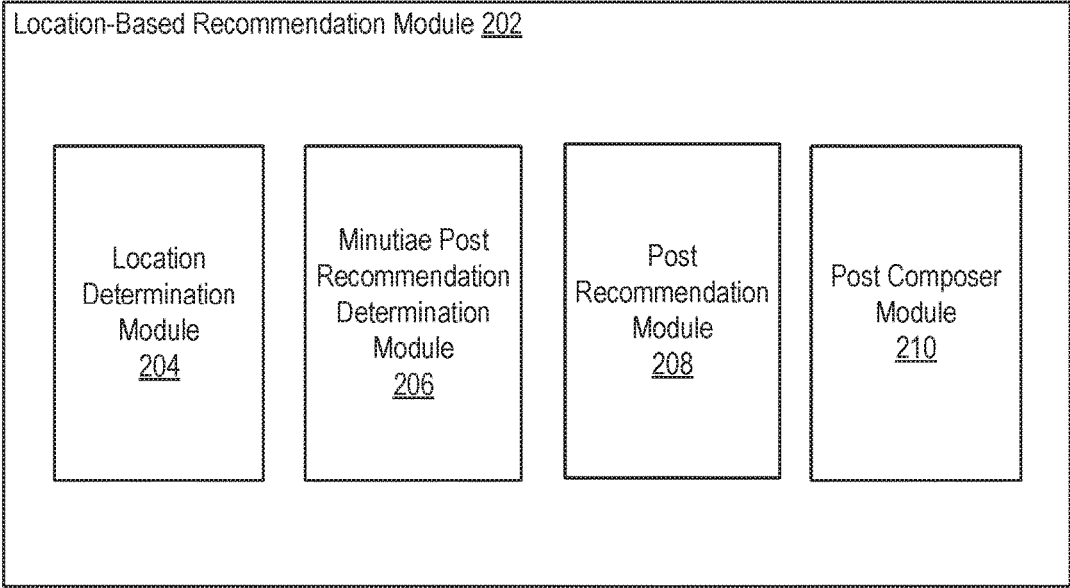 Location-Based Recommendation Module 202
Location
Determination
Module
204
Minutiae Post
Recommendation
Determination
Module
206
Post
Recommendation
Module
208
Post Composer
Module
210